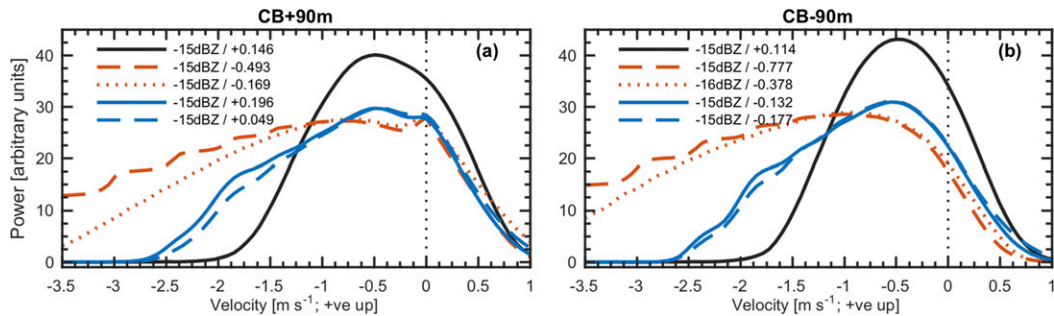 CB+90m
(a)
-15dBZ / +0.146
-15dBZ / -0.493
-15dBZ / -0.169
-15dBZ / +0.196
-15dBZ / +0.049
Power [arbitrary units]
40
30
20
10
0
-3.5 -3 -2.5 -2 -1.5 -1 -0.5 0 0.5 1
Velocity [m s⁻¹; +ve up]
CB-90m
(b)
-15dBZ / +0.114
-15dBZ / -0.777
-16dBZ / -0.378
-15dBZ / -0.132
-15dBZ / -0.177
40
30
20
10
0
-3.5 -3 -2.5 -2 -1.5 -1 -0.5 0 0.5 1
Velocity [m s⁻¹; +ve up]